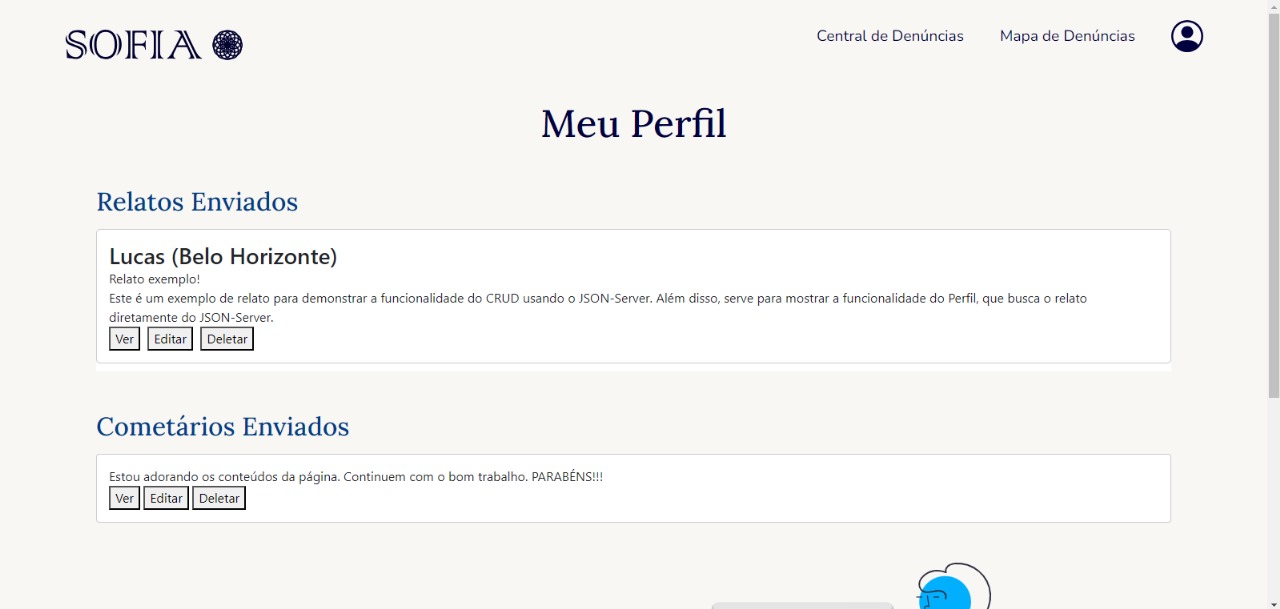 SOFIA
Central de Denúncias
Mapa de Denúncias
Meu Perfil
Relatos Enviados
Lucas (Belo Horizonte)
Relato exemplo!
Este é um exemplo de relato para demonstrar a funcionalidade do CRUD usando o JSON-Server. Além disso, serve para mostrar a funcionalidade do Perfil, que busca o relato
diretamente do JSON-Server.
Ver Editar Deletar
Cometários Enviados
Estou adorando os conteúdos da página. Continuem com o bom trabalho. PARABÉNS!!!
Ver Editar Deletar